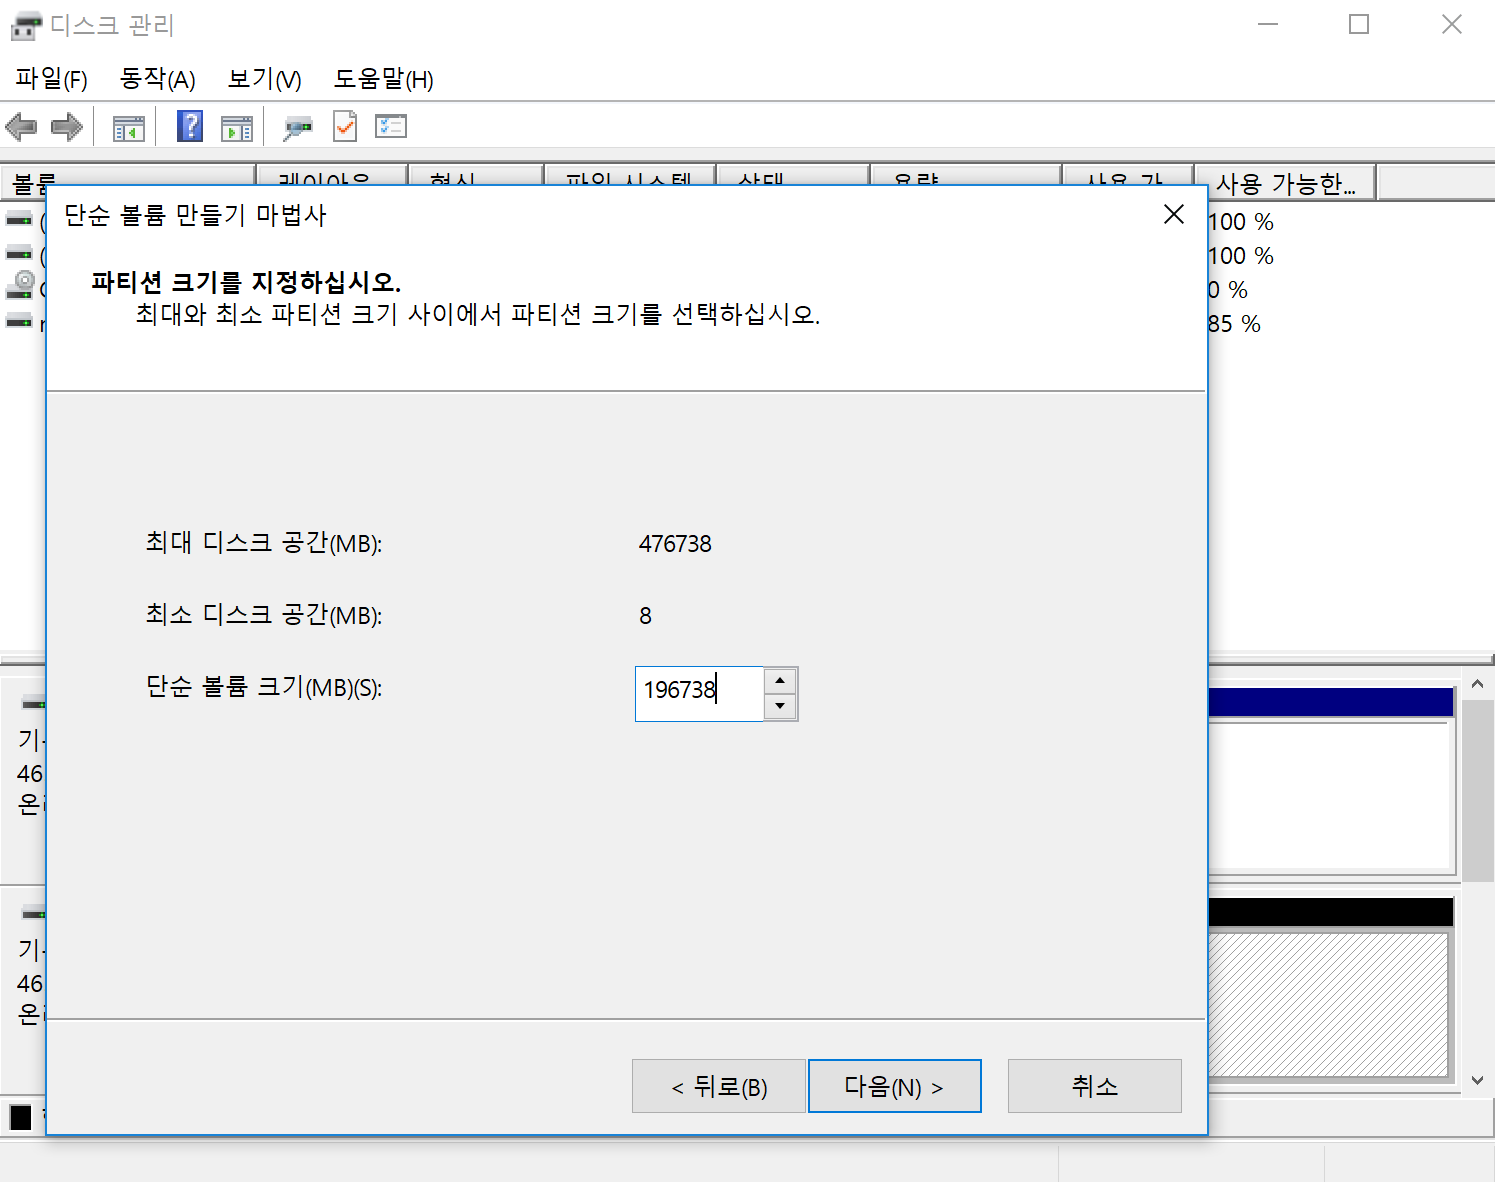 디스크 관리
파일(F) 동작(A) 보기(V) 도움말(H)
볼륨 레이아웃 형식 파일 시스템 상태 용량 사용 가 사용 가능한...
단순 볼륨 만들기 마법사
100 %
100 %
0 %
85 %
파티션 크기를 지정하십시오.
최대와 최소 파티션 크기 사이에서 파티션 크기를 선택하십시오.
최대 디스크 공간(MB): 476738
최소 디스크 공간(MB): 8
단순 볼륨 크기(MB)(S): 196738
46
46
< 뒤로(B) 다음(N) > 취소